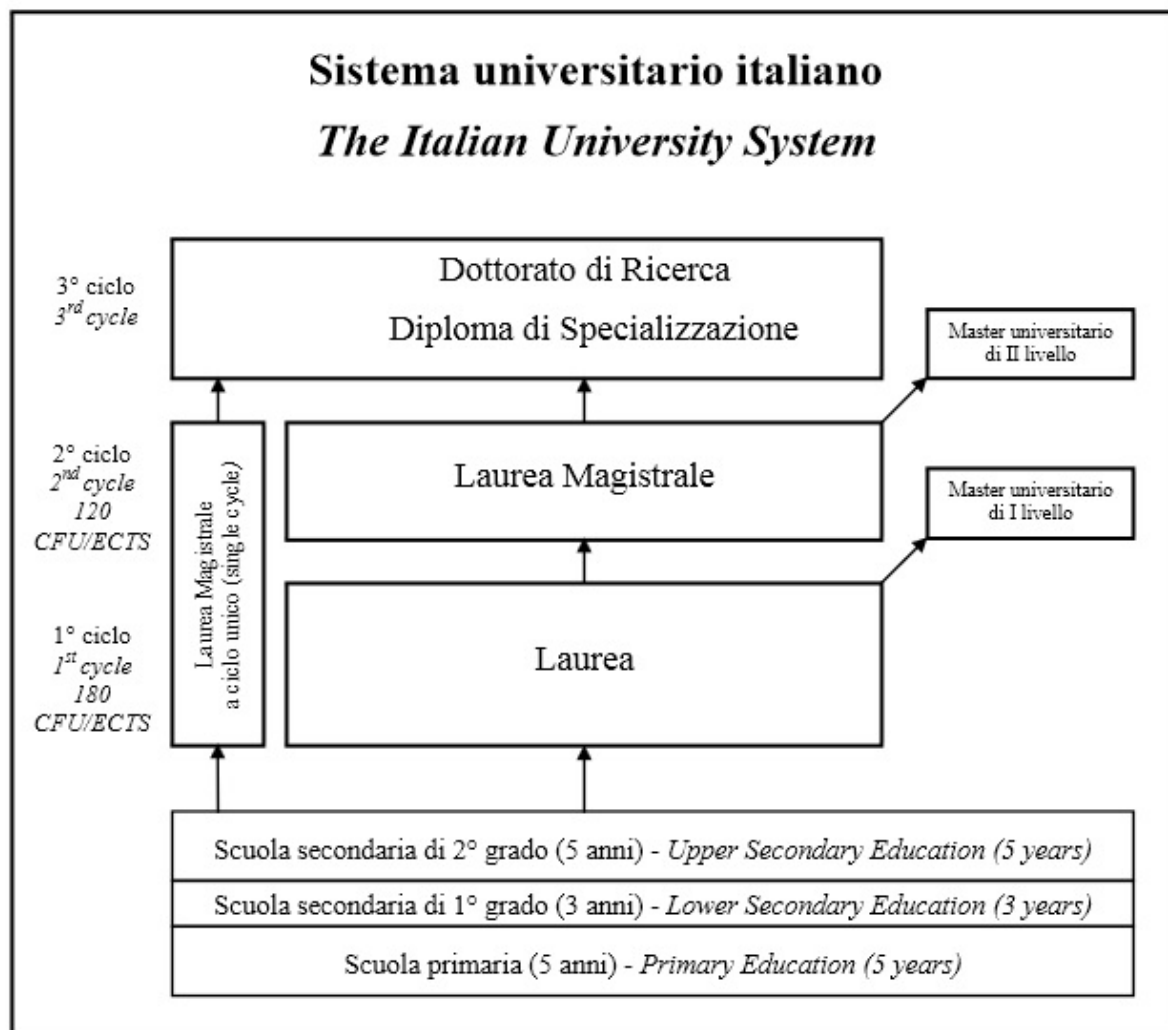 Sistema universitario italiano
The Italian University System
3° ciclo
3rd cycle
Dottorato di Ricerca
Diploma di Specializzazione
Master universitario
di II livello
2° ciclo
2nd cycle
120
CFU/ECTS
Laurea Magistrale
a ciclo unico (single cycle)
Laurea Magistrale
Master universitario
di I livello
1° ciclo
1st cycle
180
CFU/ECTS
Laurea
Scuola secondaria di 2° grado (5 anni) - Upper Secondary Education (5 years)
Scuola secondaria di 1° grado (3 anni) - Lower Secondary Education (3 years)
Scuola primaria (5 anni) - Primary Education (5 years)